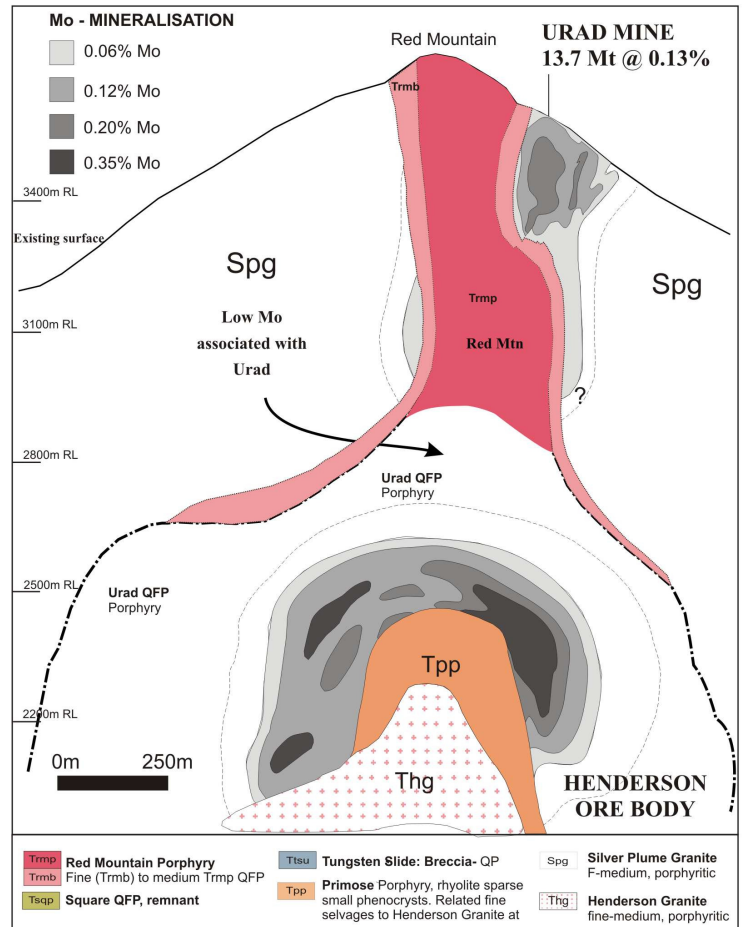 Mo - MINERALISATION
0.06% Mo
0.12% Mo
0.20% Mo
0.35% Mo
Red Mountain
URAD MINE
13.7 Mt @ 0.13%
Trmb
3400m RL
Existing surface
Spg
Spg
Trmp
Low Mo
associated with
Urad
3100m RL
Red Mtn
?
2800m RL
Urad QFP
Porphyry
2500m RL
Urad QFP
Porphyry
Tpp
2200m RL
0m 250m
Thg
HENDERSON
ORE BODY
Trmp Red Mountain Porphyry
Trmb Fine (Trmb) to medium Trmp QFP
Tsqp Square QFP, remnant
Ttsu Tungsten Slide: Breccia- QP
Tpp Primose Porphyry, rhyolite sparse
small phenocrysts. Related fine
selvages to Henderson Granite at
Spg Silver Plume Granite
F-medium, porphyritic
Thg Henderson Granite
fine-medium, porphyritic